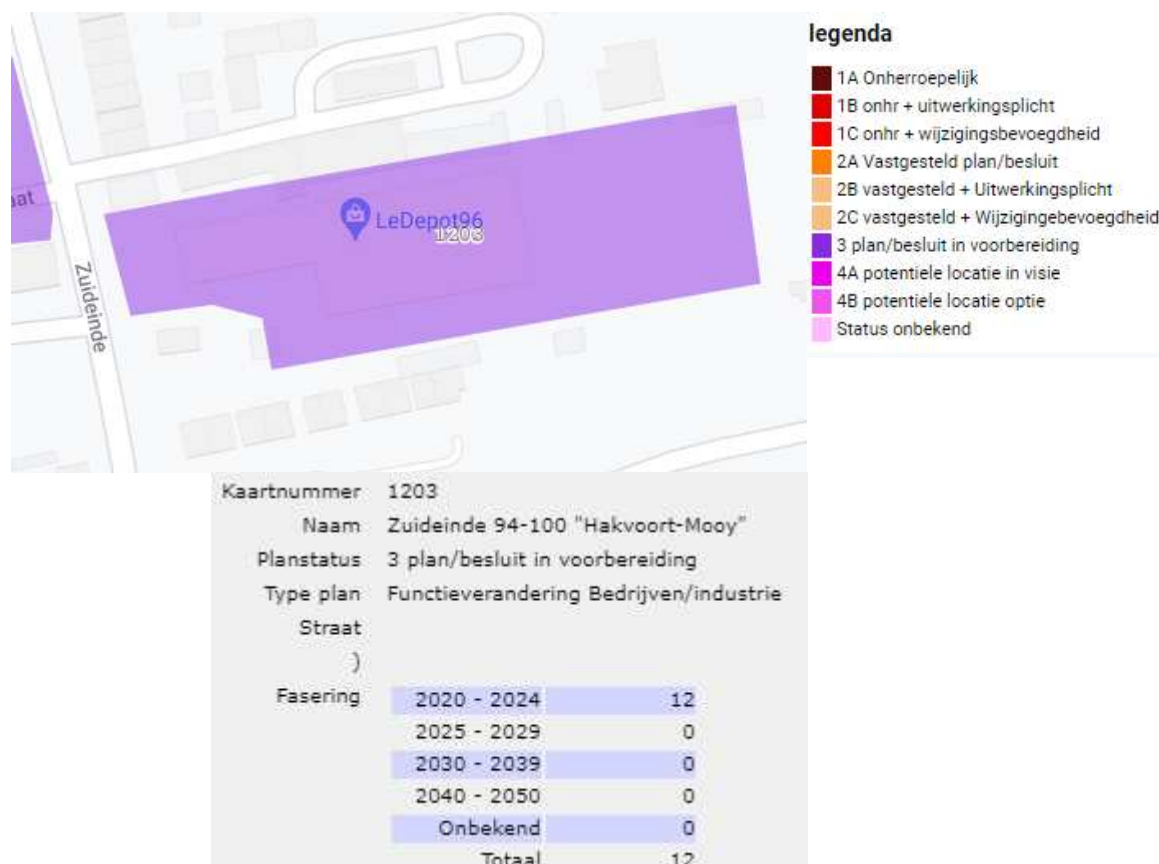 legenda
1A Onherroepelijk
1B onhr + uitwerkingsplicht
1C onhr + wijzigingsbevoegdheid
2A Vastgesteld plan/besluit
2B vastgesteld + Uitwerkingsplicht
2C vastgesteld + Wijzigingebevoegdheid
3 plan/besluit in voorbereiding
4A potentiele locatie in visie
4B potentiele locatie optie
Status onbekend
aat
LeDepot96
1203
Zuideinde
Kaartnummer 1203
Naam Zuideinde 94-100 "Hakvoort-Mooy"
Planstatus 3 plan/besluit in voorbereiding
Type plan Functieverandering Bedrijven/industrie
Straat
)
Fasering 2020 - 2024 12
2025 - 2029 0
2030 - 2039 0
2040 - 2050 0
Onbekend 0
Totaal 12